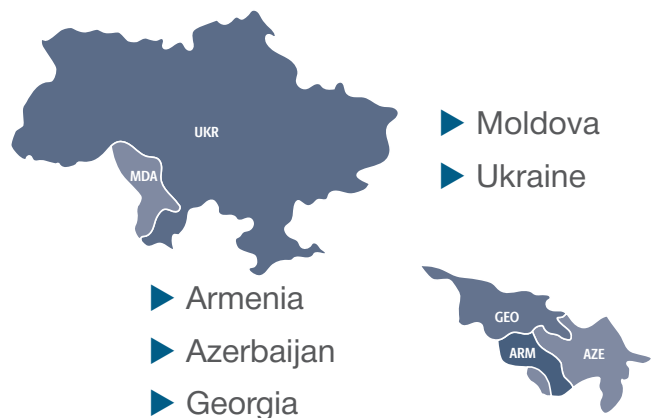 UKR
MDA
Moldova
Ukraine
Armenia
Azerbaijan
Georgia
GEO
ARM
AZE